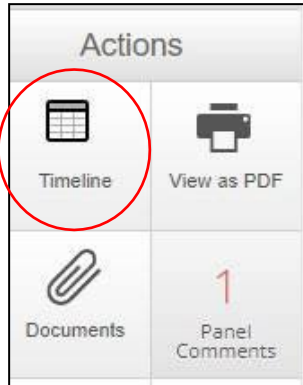 Actions
Timeline
View as PDF
Documents
1
Panel
Comments